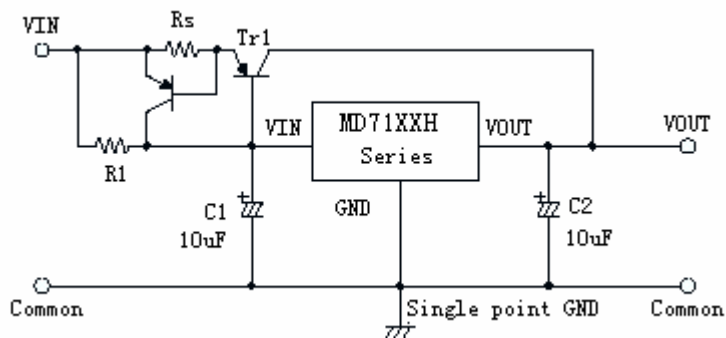 VIN
Rs
Tr1
VIN
MD71XXH
Series
VOUT
VOUT
R1
C1
10uF
GND
C2
10uF
Common
Single point GND
Common